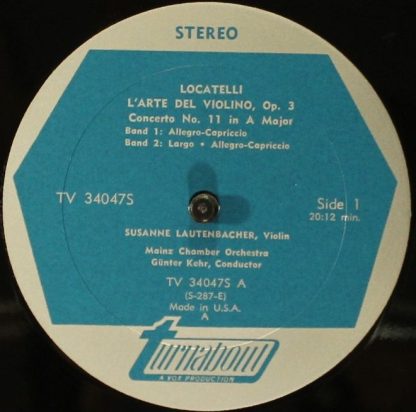 STEREO
LOCATELLI
L'ARTE DEL VIOLINO, Op. 3
Concerto No. 11 in A Major
Band 1: Allegro-Capriccio
Band 2: Largo • Allegro-Capriccio
TV 34047S
Side 1
20:12 min.
SUSANNE LAUTENBACHER, Violin
Mainz Chamber Orchestra
Günter Kehr, Conductor
TV 34047S A
(S-287-E)
Made in U.S.A.
A
turnabout
A VOX PRODUCTION